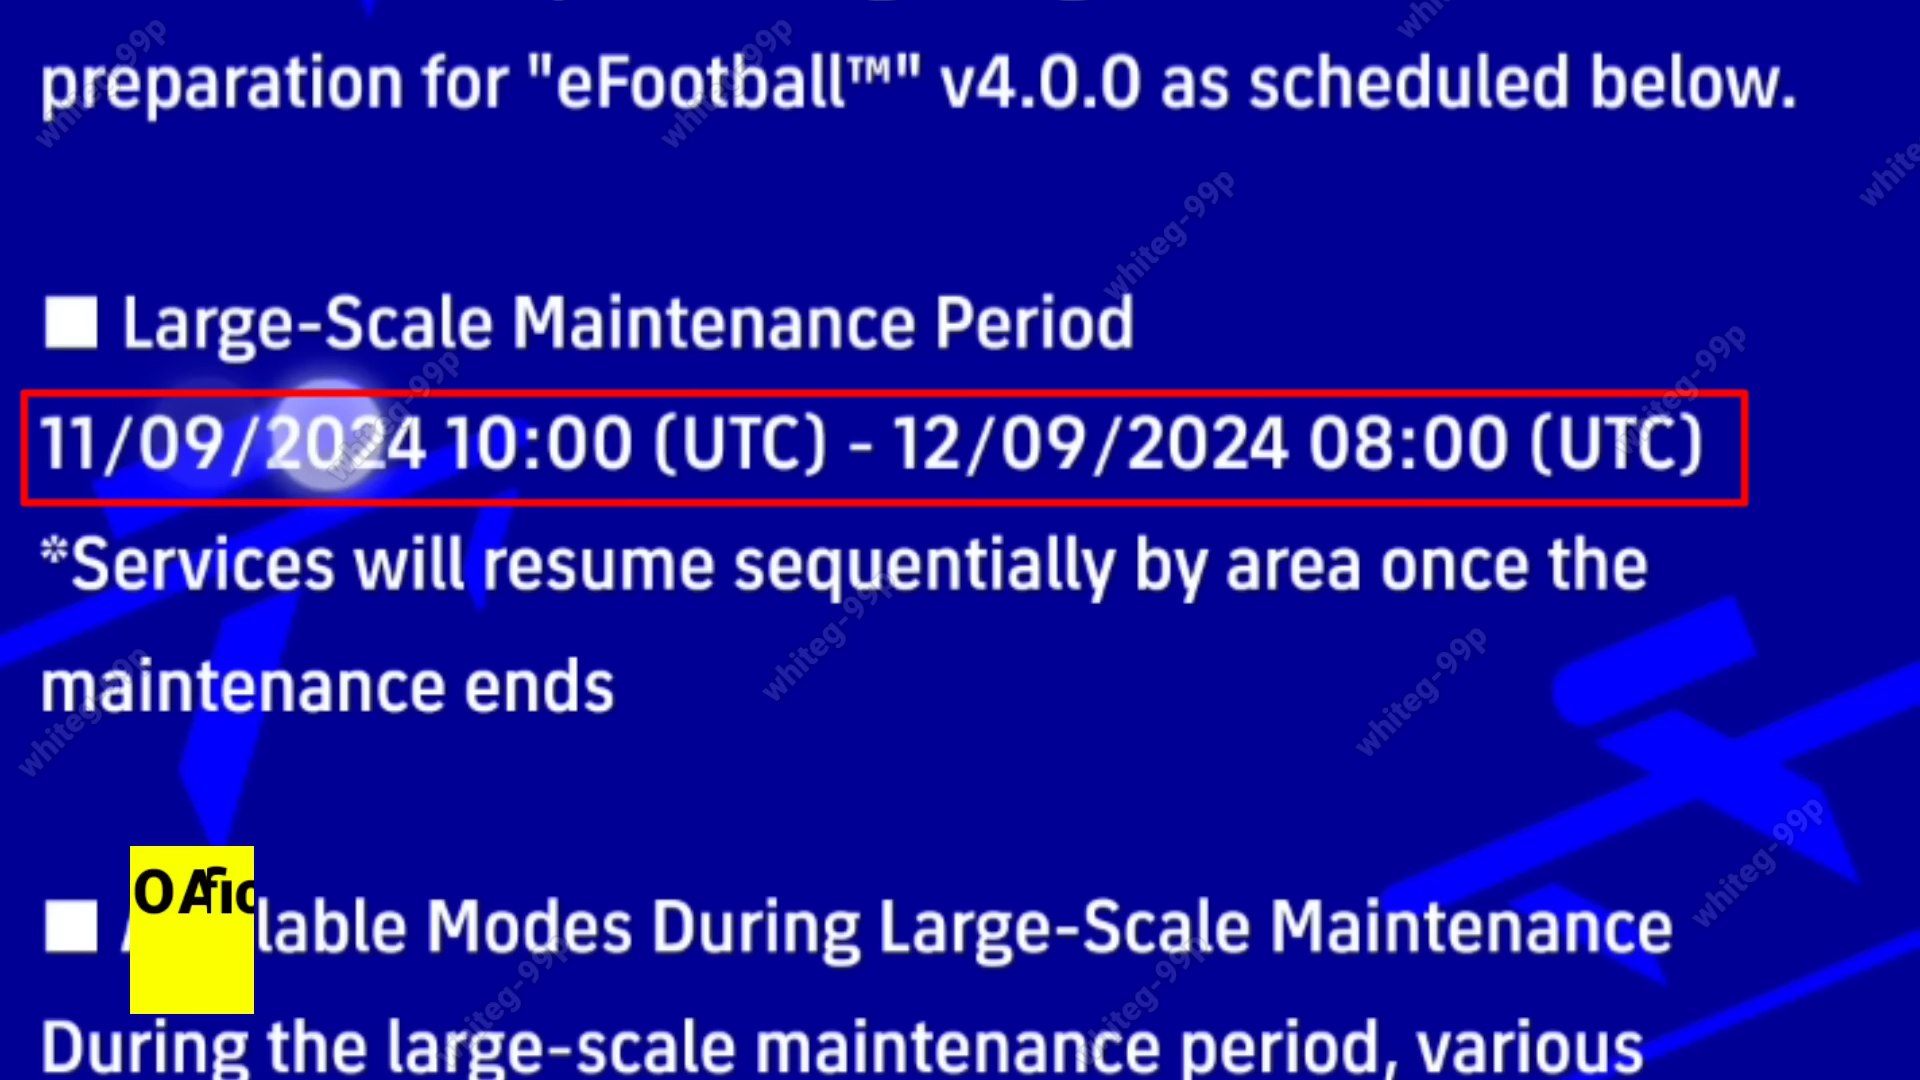 preparation for "eFootball™" v4.0.0 as scheduled below.
■ Large-Scale Maintenance Period
11/09/2024 10:00 (UTC) - 12/09/2024 08:00 (UTC)
*Services will resume sequentially by area once the
maintenance ends
■ lable Modes During Large-Scale Maintenance
During the large-scale maintenance period, various
whiteg-99p